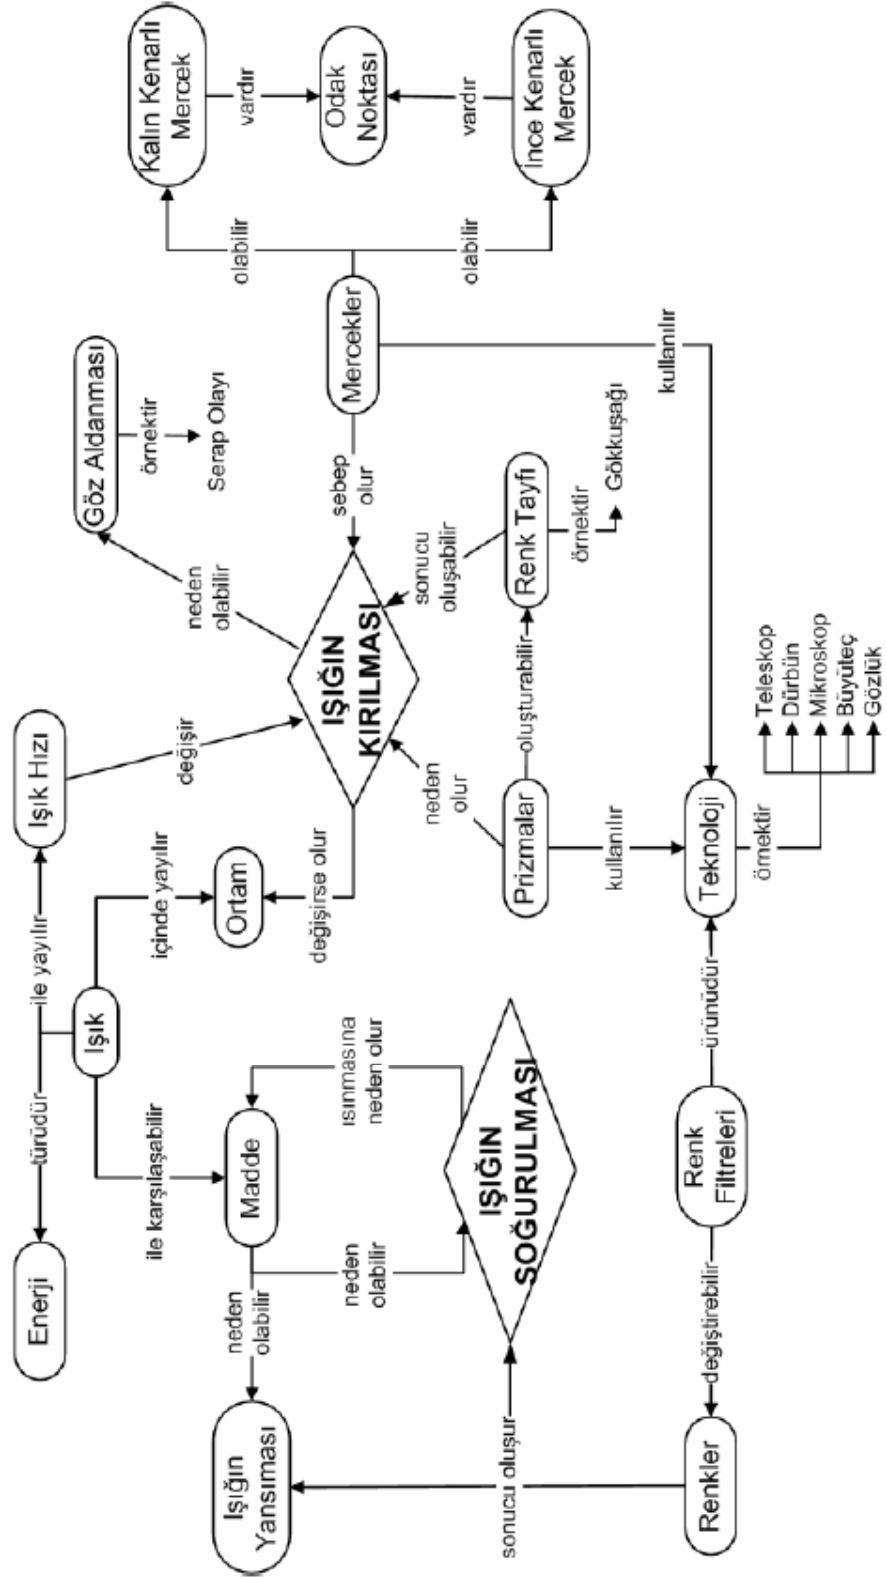 Enerji
türüdür
ile yayılır
Işık Hızı
Işık
ile karşılaşabilir
içinde yayılır
değişir
neden
olabilir
Göz Aldanması
örnektir
Serap Olayı
Kalın Kenarlı
Mercek
vardır
olabilir
Işığın
Yansıması
neden
olabilir
Madde
neden
olabilir
ısınmasına
neden olur
Ortam
değişirse olur
IŞIĞIN
KIRILMASI
sebep
olur
Mercekler
Odak
Noktası
olabilir
vardır
İnce Kenarlı
Mercek
sonucu oluşur
IŞIĞIN
SOĞURULMASI
neden
olur
sonucu
oluşabilir
Prizmalar
oluşturabilir
Renk Tayfı
örnektir
Gökkuşağı
kullanılır
kullanılır
Renkler
değiştirebilir
Renk
Filtreleri
ürünüdür
Teknoloji
örnektir
Teleskop
Dürbün
Mikroskop
Büyüteç
Gözlük